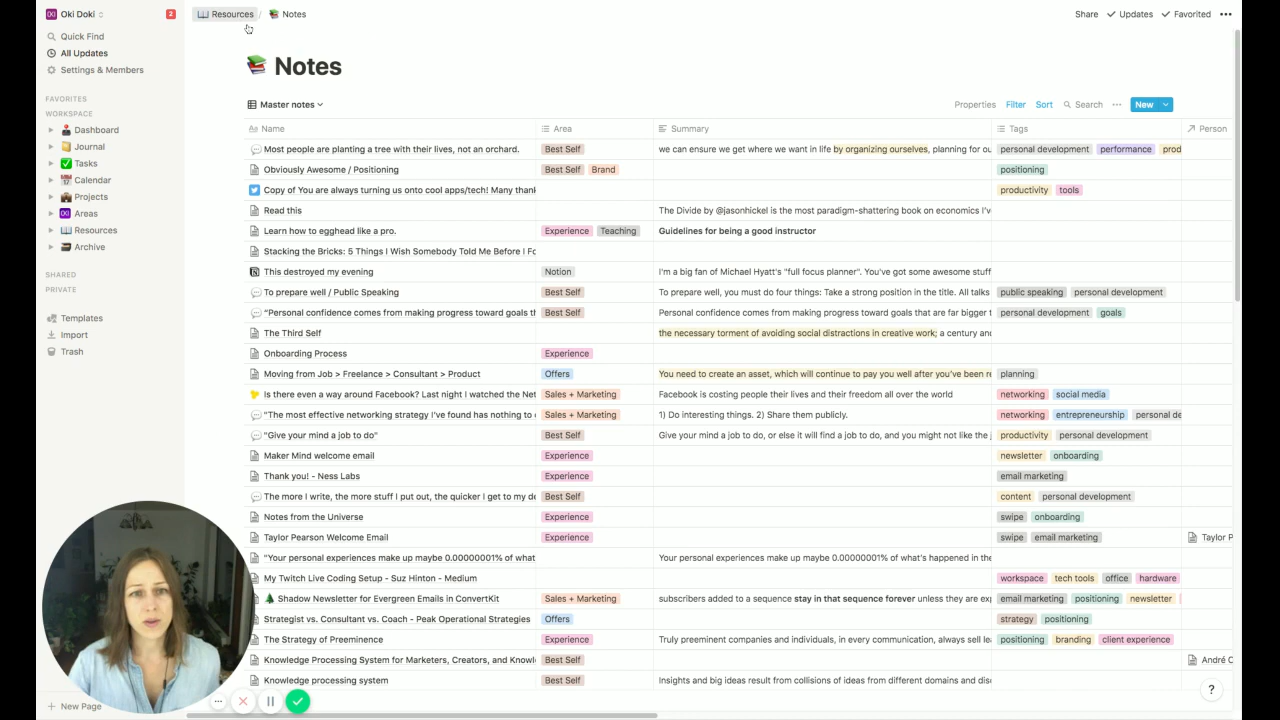 Oki Doki 2
Resources / Notes Share Updates Favorited
Quick Find
All Updates
Settings & Members
FAVORITES
WORKSPACE
Dashboard
Journal
Tasks
Calendar
Projects
Areas
Resources
Archive
SHARED
PRIVATE
Templates
Import
Trash
New Page
Notes
Master notes Properties Filter Sort Search New
Name Area Summary Tags Person
Most people are planting a tree with their lives, not an orchard. Best Self we can ensure we get where we want in life by organizing ourselves, planning for ou personal development performance prod
Obviously Awesome / Positioning Best Self Brand positioning
Copy of You are always turning us onto cool apps/tech! Many thank productivity tools
Read this The Divide by @jasonhickel is the most paradigm-shattering book on economics I'v
Learn how to egghead like a pro. Experience Teaching Guidelines for being a good instructor
Stacking the Bricks: 5 Things I Wish Somebody Told Me Before I Fo
This destroyed my evening Notion I'm a big fan of Michael Hyatt's "full focus planner". You've got some awesome stuff
To prepare well / Public Speaking Best Self To prepare well, you must do four things: Take a strong position in the title. All talks public speaking personal development
“Personal confidence comes from making progress toward goals th Best Self Personal confidence comes from making progress toward goals that are far bigger t personal development goals
The Third Self the necessary torment of avoiding social distractions in creative work; a century and
Onboarding Process Experience
Moving from Job > Freelance > Consultant > Product Offers You need to create an asset, which will continue to pay you well after you've been re planning
Is there even a way around Facebook? Last night I watched the Net Sales + Marketing Facebook is costing people their lives and their freedom all over the world networking social media
"The most effective networking strategy I've found has nothing to Sales + Marketing 1) Do interesting things. 2) Share them publicly. networking entrepreneurship personal de
"Give your mind a job to do" Best Self Give your mind a job to do, or else it will find a job to do, and you might not like the productivity personal development
Maker Mind welcome email Experience newsletter onboarding
Thank you! - Ness Labs Experience email marketing
The more I write, the more stuff I put out, the quicker I get to my de Best Self content personal development
Notes from the Universe Experience swipe onboarding
Taylor Pearson Welcome Email Experience swipe email marketing Taylor P
"Your personal experiences make up maybe 0.00000001% of what Your personal experiences make up maybe 0.00000001% of what's happened in the
My Twitch Live Coding Setup - Suz Hinton - Medium workspace tech tools office hardware
Shadow Newsletter for Evergreen Emails in ConvertKit Sales + Marketing subscribers added to a sequence stay in that sequence forever unless they are exp email marketing positioning newsletter
Strategist vs. Consultant vs. Coach - Peak Operational Strategies Offers strategy positioning
The Strategy of Preeminence Experience Truly preeminent companies and individuals, in every communication, always sell lea positioning branding client experience
Knowledge Processing System for Marketers, Creators, and Knowl Best Self André C
Knowledge processing system Best Self Insights and big ideas result from collisions of ideas from different domains and disc
?